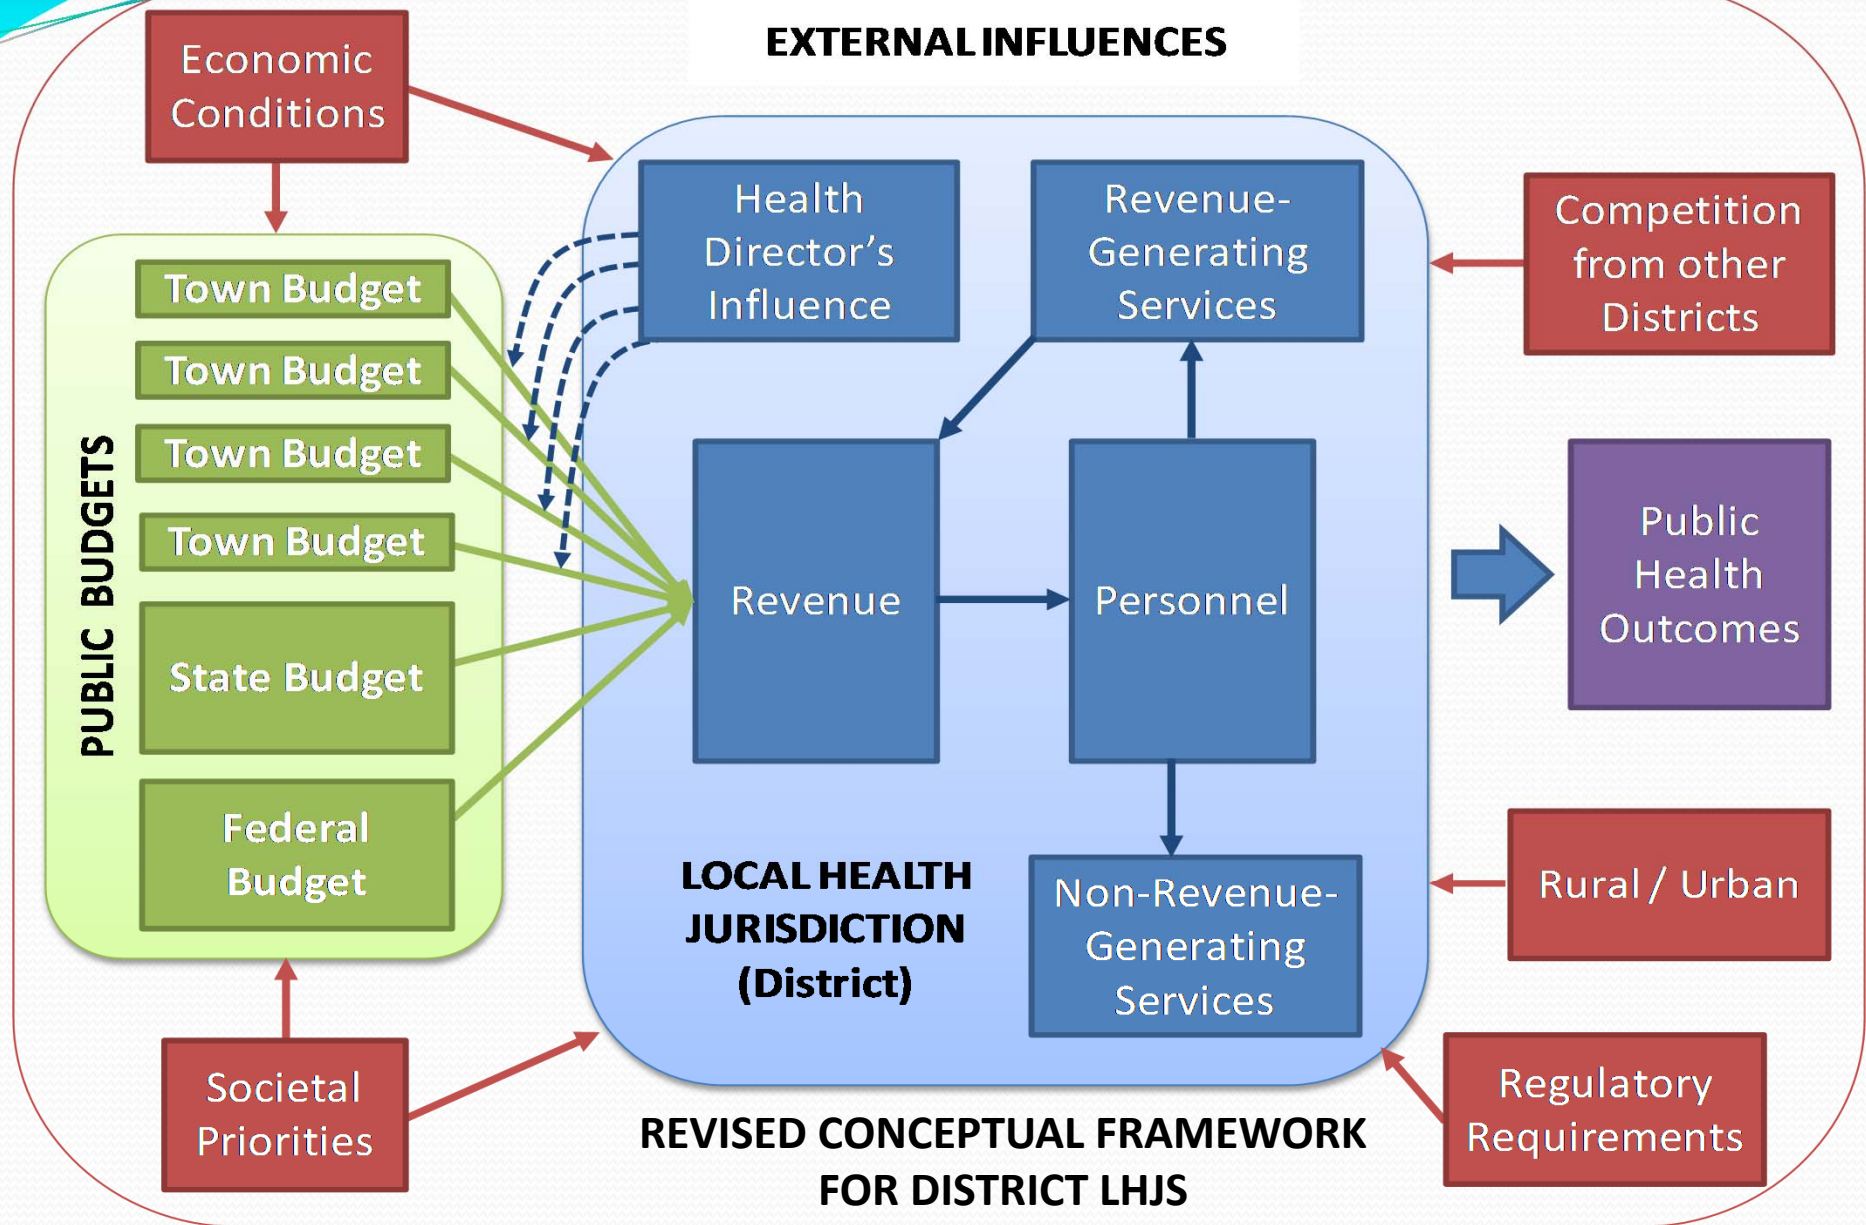 EXTERNAL INFLUENCES
Economic
Conditions
Health
Director's
Influence
Revenue-
Generating
Services
Competition
from other
Districts
PUBLIC BUDGETS
Town Budget
Town Budget
Town Budget
Town Budget
State Budget
Federal
Budget
Revenue
Personnel
Public
Health
Outcomes
LOCAL HEALTH
JURISDICTION
(District)
Non-Revenue-
Generating
Services
Rural / Urban
Societal
Priorities
Regulatory
Requirements
REVISED CONCEPTUAL FRAMEWORK
FOR DISTRICT LHJS